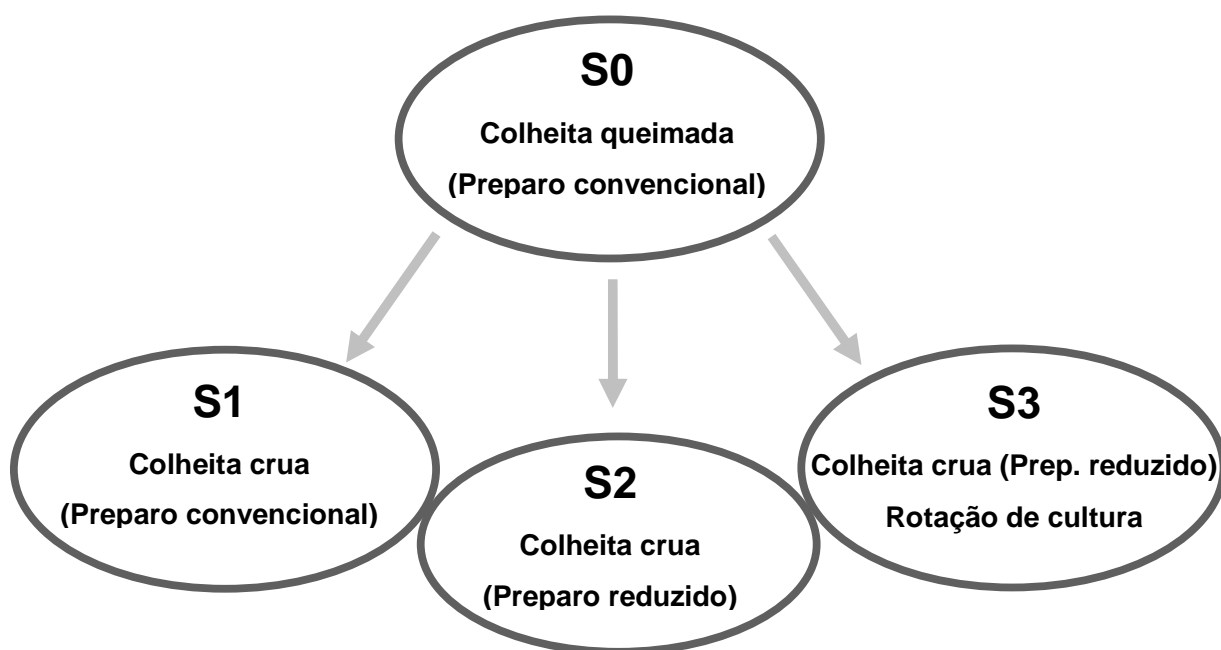 S0
Colheita queimada
(Preparo convencional)
S1
Colheita crua
(Preparo convencional)
S2
Colheita crua
(Preparo reduzido)
S3
Colheita crua (Prep. reduzido)
Rotação de cultura